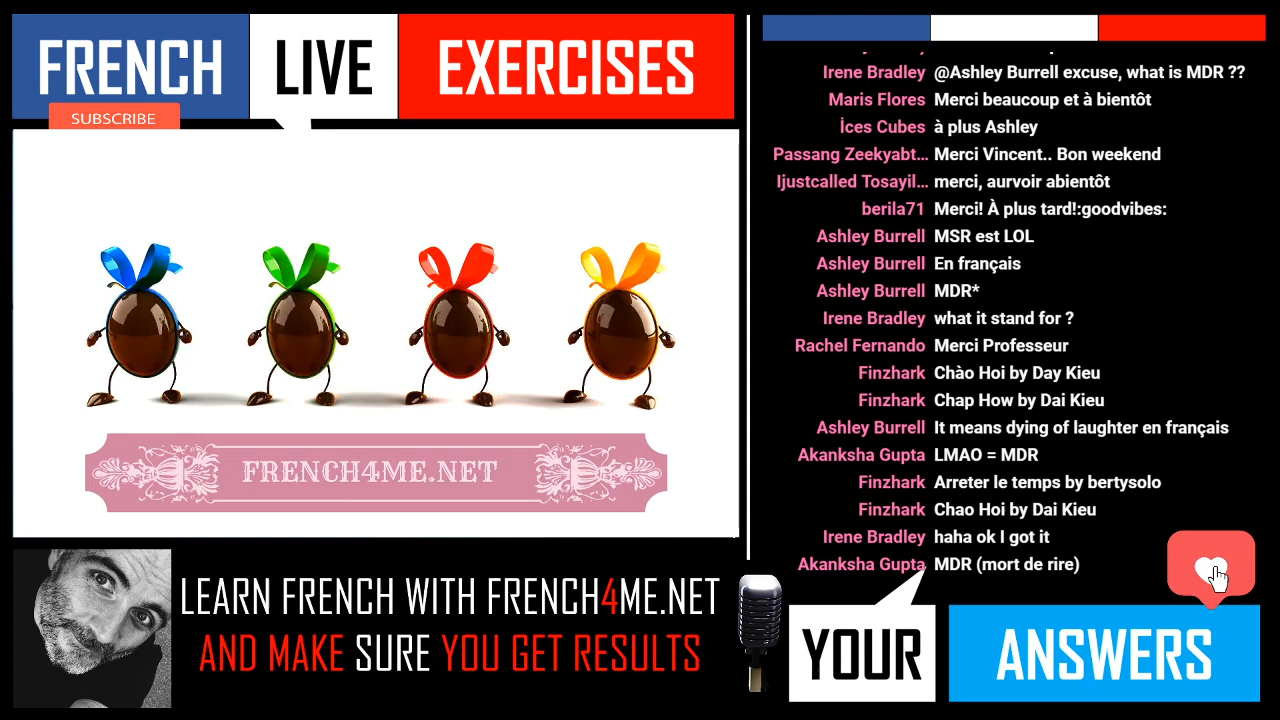 FRENCH LIVE EXERCISES
SUBSCRIBE
FRENCH4ME.NET
LEARN FRENCH WITH FRENCH4ME.NET
AND MAKE SURE YOU GET RESULTS
Irene Bradley @Ashley Burrell excuse, what is MDR ??
Maris Flores Merci beaucoup et à bientôt
İces Cubes à plus Ashley
Passang Zeekyabt... Merci Vincent.. Bon weekend
Ijustcalled Tosayil... merci, aurvoir abientôt
berila71 Merci! À plus tard!:goodvibes:
Ashley Burrell MSR est LOL
Ashley Burrell En français
Ashley Burrell MDR*
Irene Bradley what it stand for ?
Rachel Fernando Merci Professeur
Finzhark Chào Hoi by Day Kieu
Finzhark Chap How by Dai Kieu
Ashley Burrell It means dying of laughter en français
Akanksha Gupta LMAO = MDR
Finzhark Arreter le temps by bertysolo
Finzhark Chao Hoi by Dai Kieu
Irene Bradley haha ok I got it
Akanksha Gupta MDR (mort de rire)
YOUR ANSWERS